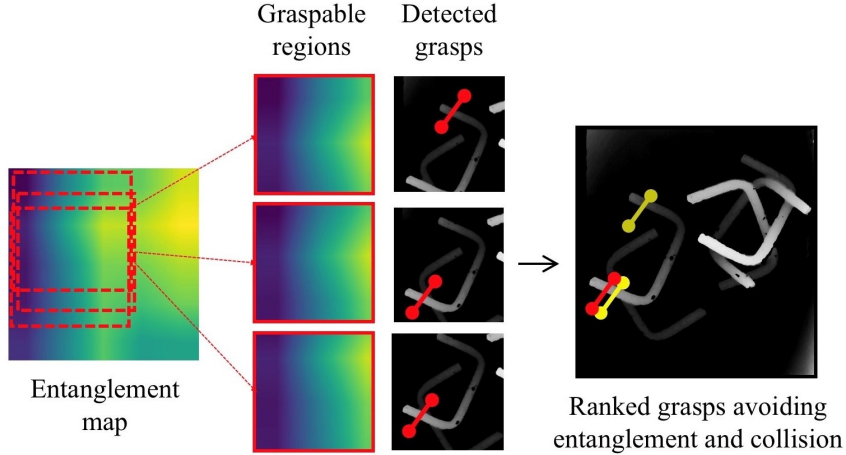 Graspable
regions
Detected
grasps
Entanglement
map
Ranked grasps avoiding
entanglement and collision